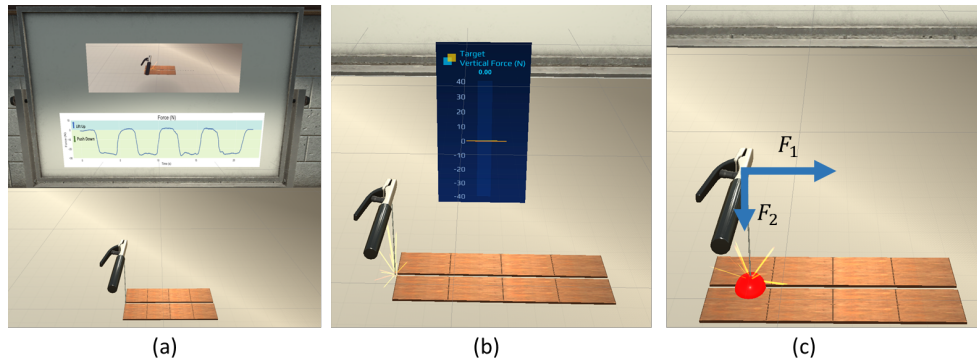 Force (N)
Lift Up
Push Down
Time (s)
Target
Vertical Force (N)
0.00
40
30
20
10
0
-10
-20
-30
-40
F₁
F₂
(a)
(b)
(c)